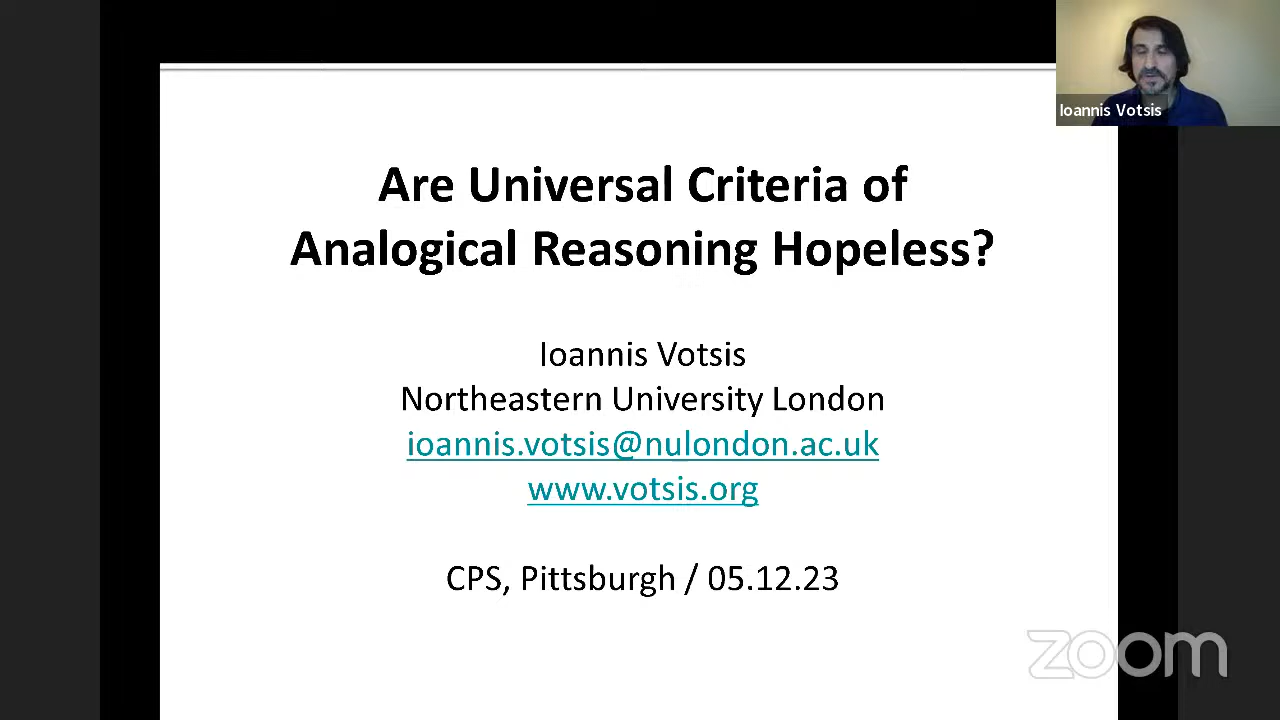 Ioannis Votsis
Are Universal Criteria of
Analogical Reasoning Hopeless?
Ioannis Votsis
Northeastern University London
ioannis.votsis@nulondon.ac.uk
www.votsis.org
CPS, Pittsburgh / 05.12.23
zoom